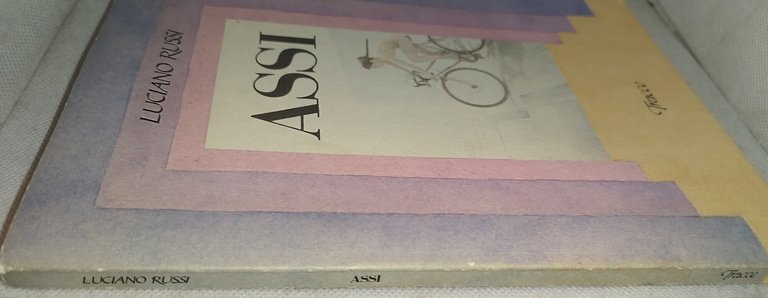 LUCIANO RUSSI
ASSI
Tracce
LUCIANO RUSSI
ASSI
Tracce